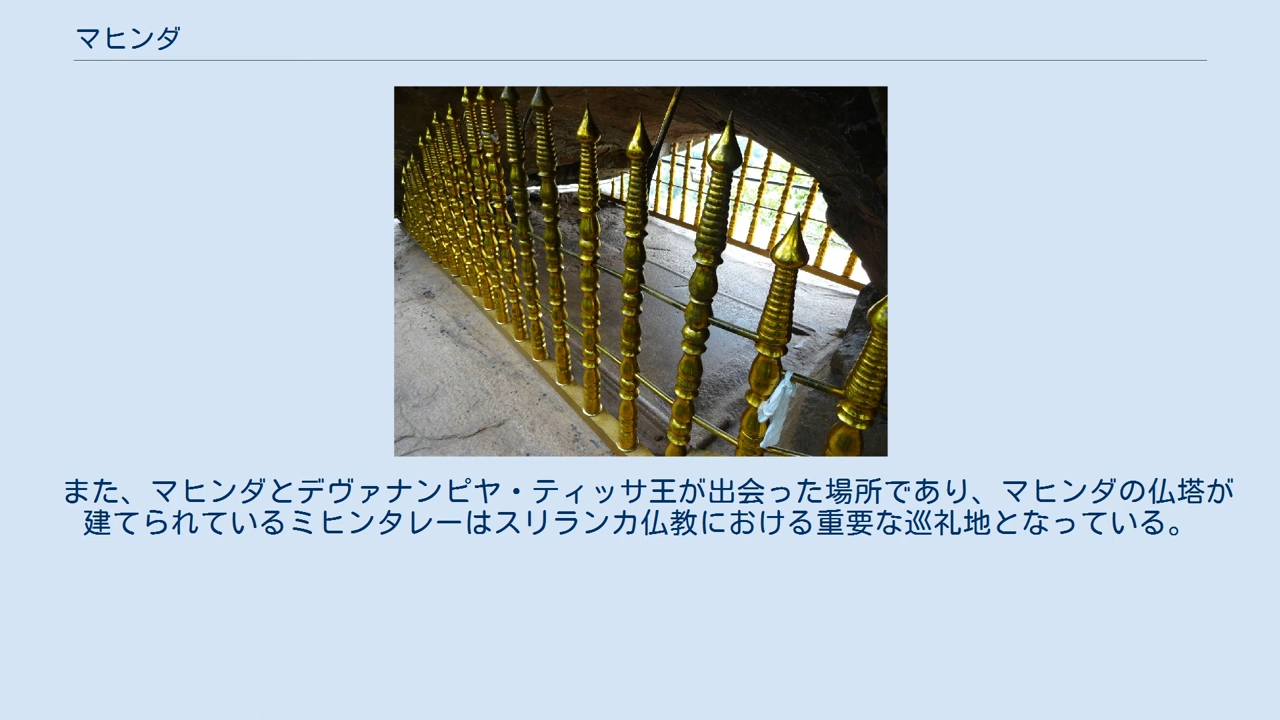 マヒンダ
また、マヒンダとデヴァナンピヤ・ティッサ王が出会った場所であり、マヒンダの仏塔が
建てられているミヒンタレーはスリランカ仏教における重要な巡礼地となっている。